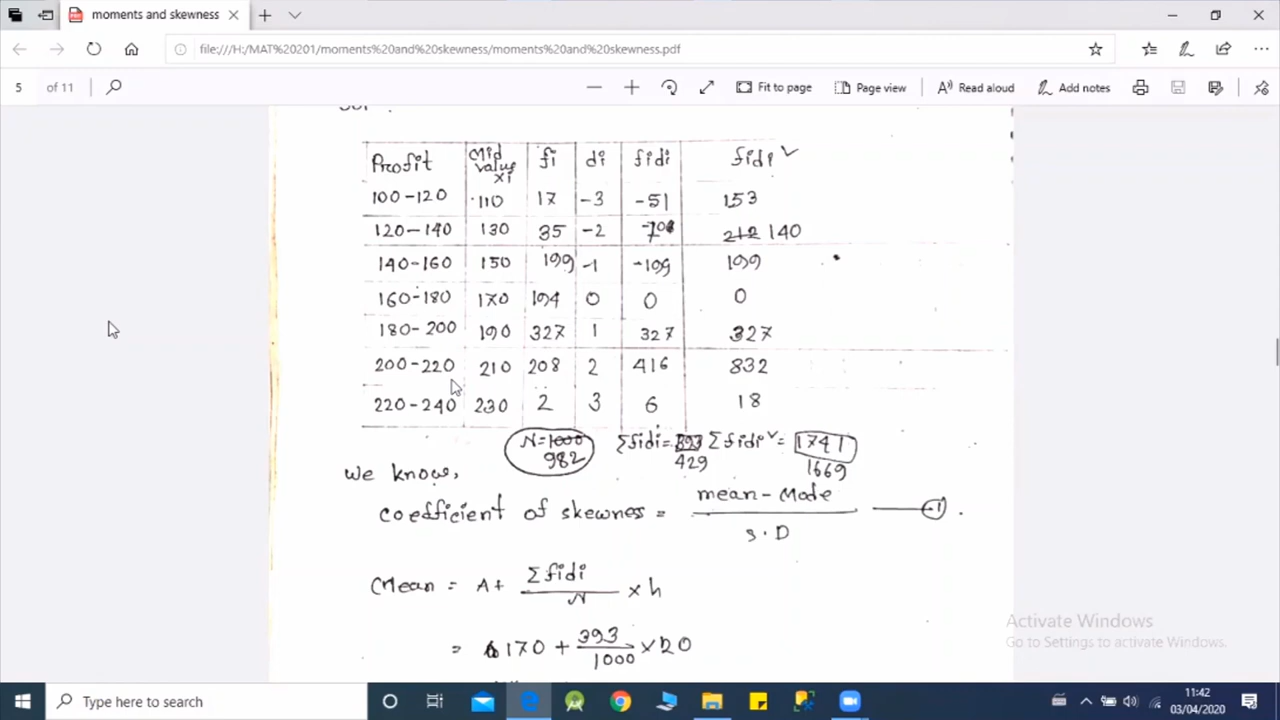 moments and skewness
file:///H:/MAT%20201/moments%20and%20skewness/moments%20and%20skewness.pdf
5 of 11 Fit to page Page view Read aloud Add notes
Profit Mid value xi fi di fidi fidi²
100-120 110 17 -3 -51 153
120-140 130 35 -2 -70 212 140
140-160 150 199 -1 -199 199
160-180 170 194 0 0 0
180-200 190 327 1 327 327
200-220 210 208 2 416 832
220-240 230 2 3 6 18
N=1000 Σfidi=393 Σfidi²= 1741
982 429 1669
We know,
coefficient of skewness = mean-Mode / S.D — 1 .
Mean = A+ Σfidi / N × h
= 170 + 393 / 1000 × 20
Activate Windows
Go to Settings to activate Windows.
Type here to search
11:42
03/04/2020